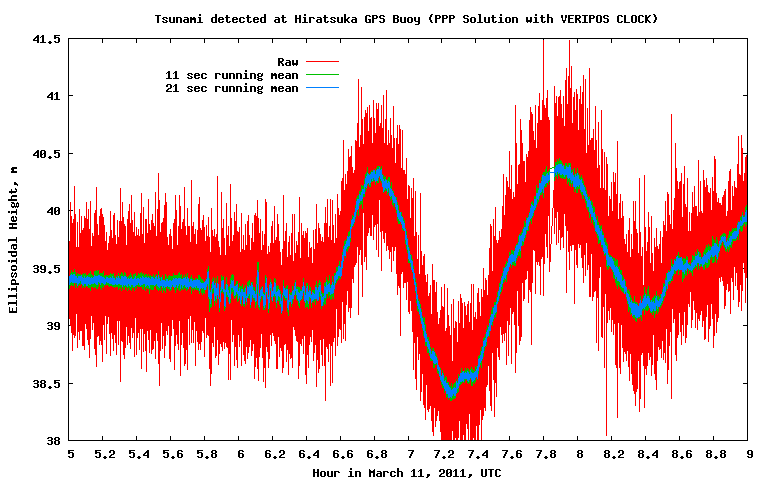 Tsunami detected at Hiratsuka GPS Buoy (PPP Solution with VERIPOS CLOCK)
Raw
11 sec running mean
21 sec running mean
Ellipsoidal Height, m
41.5
41
40.5
40
39.5
39
38.5
38
5 5.2 5.4 5.6 5.8 6 6.2 6.4 6.6 6.8 7 7.2 7.4 7.6 7.8 8 8.2 8.4 8.6 8.8 9
Hour in March 11, 2011, UTC